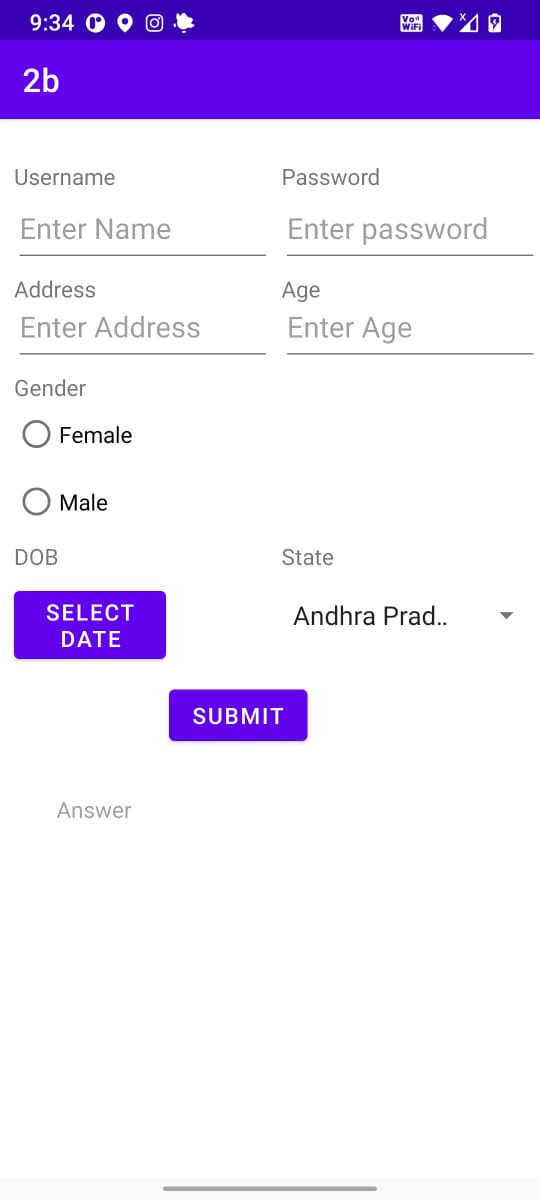 9:34 Vo)) WiFi x
2b
Username Password
Enter Name Enter password
Address Age
Enter Address Enter Age
Gender
Female
Male
DOB State
SELECT DATE Andhra Prad..
SUBMIT
Answer